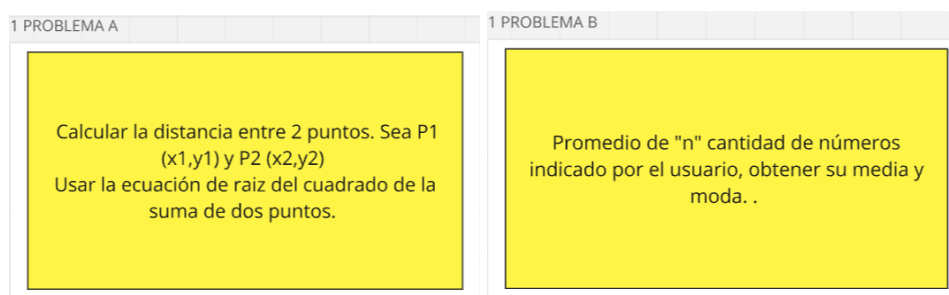 1 PROBLEMA A
Calcular la distancia entre 2 puntos. Sea P1
(x1,y1) y P2 (x2,y2)
Usar la ecuación de raiz del cuadrado de la
suma de dos puntos.
1 PROBLEMA B
Promedio de "n" cantidad de números
indicado por el usuario, obtener su media y
moda. .